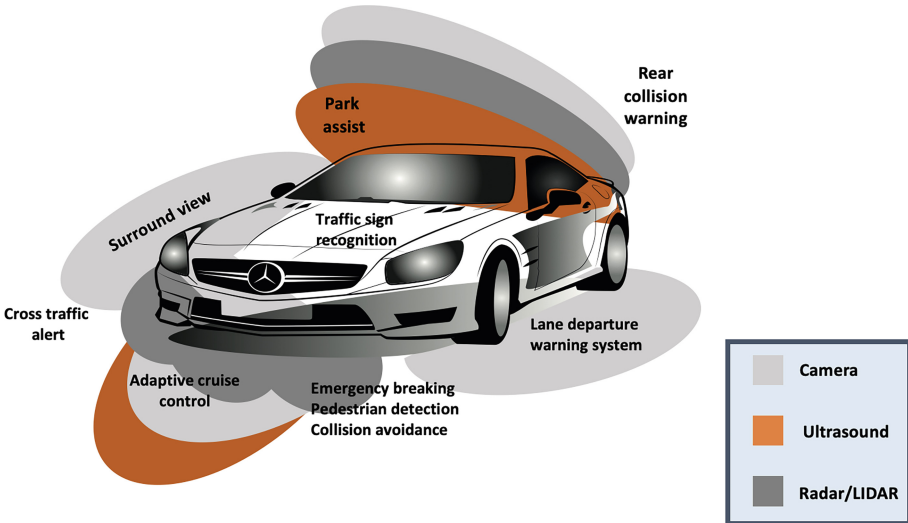 Rear
collision
warning
Park
assist
Surround view
Traffic sign
recognition
Cross traffic
alert
Lane departure
warning system
Adaptive cruise
control
Emergency breaking
Pedestrian detection
Collision avoidance
Camera
Ultrasound
Radar/LIDAR